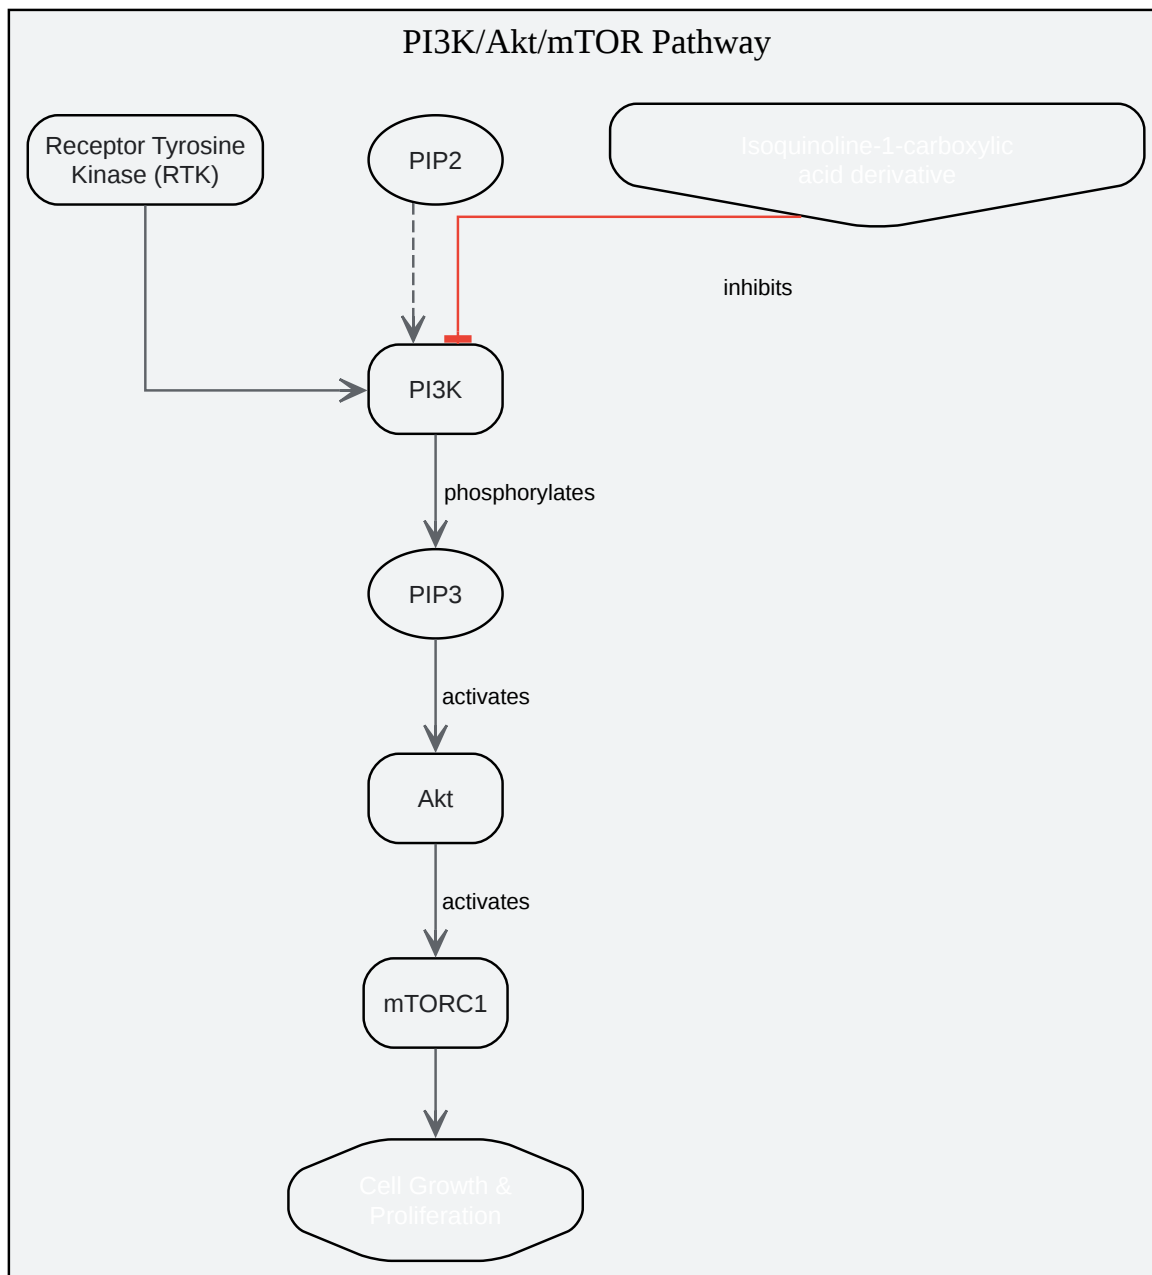 PI3K/Akt/mTOR Pathway
Receptor Tyrosine
Kinase (RTK)
PIP2
Isoquinoline-1-carboxylic
acid derivative
inhibits
PI3K
phosphorylates
PIP3
activates
Akt
activates
mTORC1
Cell Growth &
Proliferation